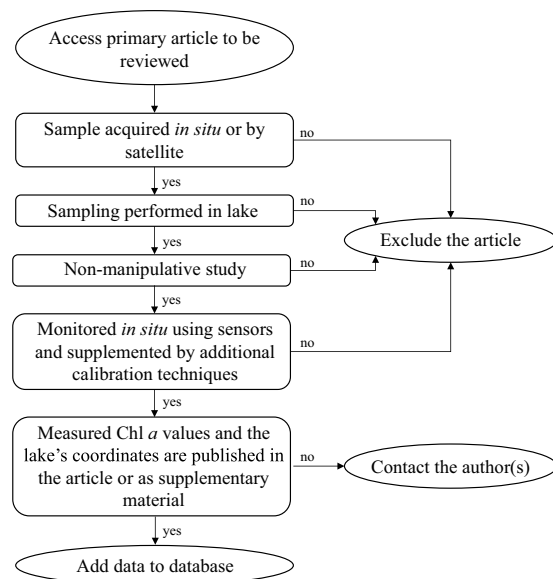 Access primary article to be
reviewed
Sample acquired in situ or by
satellite
no
yes
Sampling performed in lake
no
Exclude the article
yes
Non-manipulative study
no
yes
Monitored in situ using sensors
and supplemented by additional
calibration techniques
no
yes
Measured Chl a values and the
lake's coordinates are published in
the article or as supplementary
material
no
Contact the author(s)
yes
Add data to database